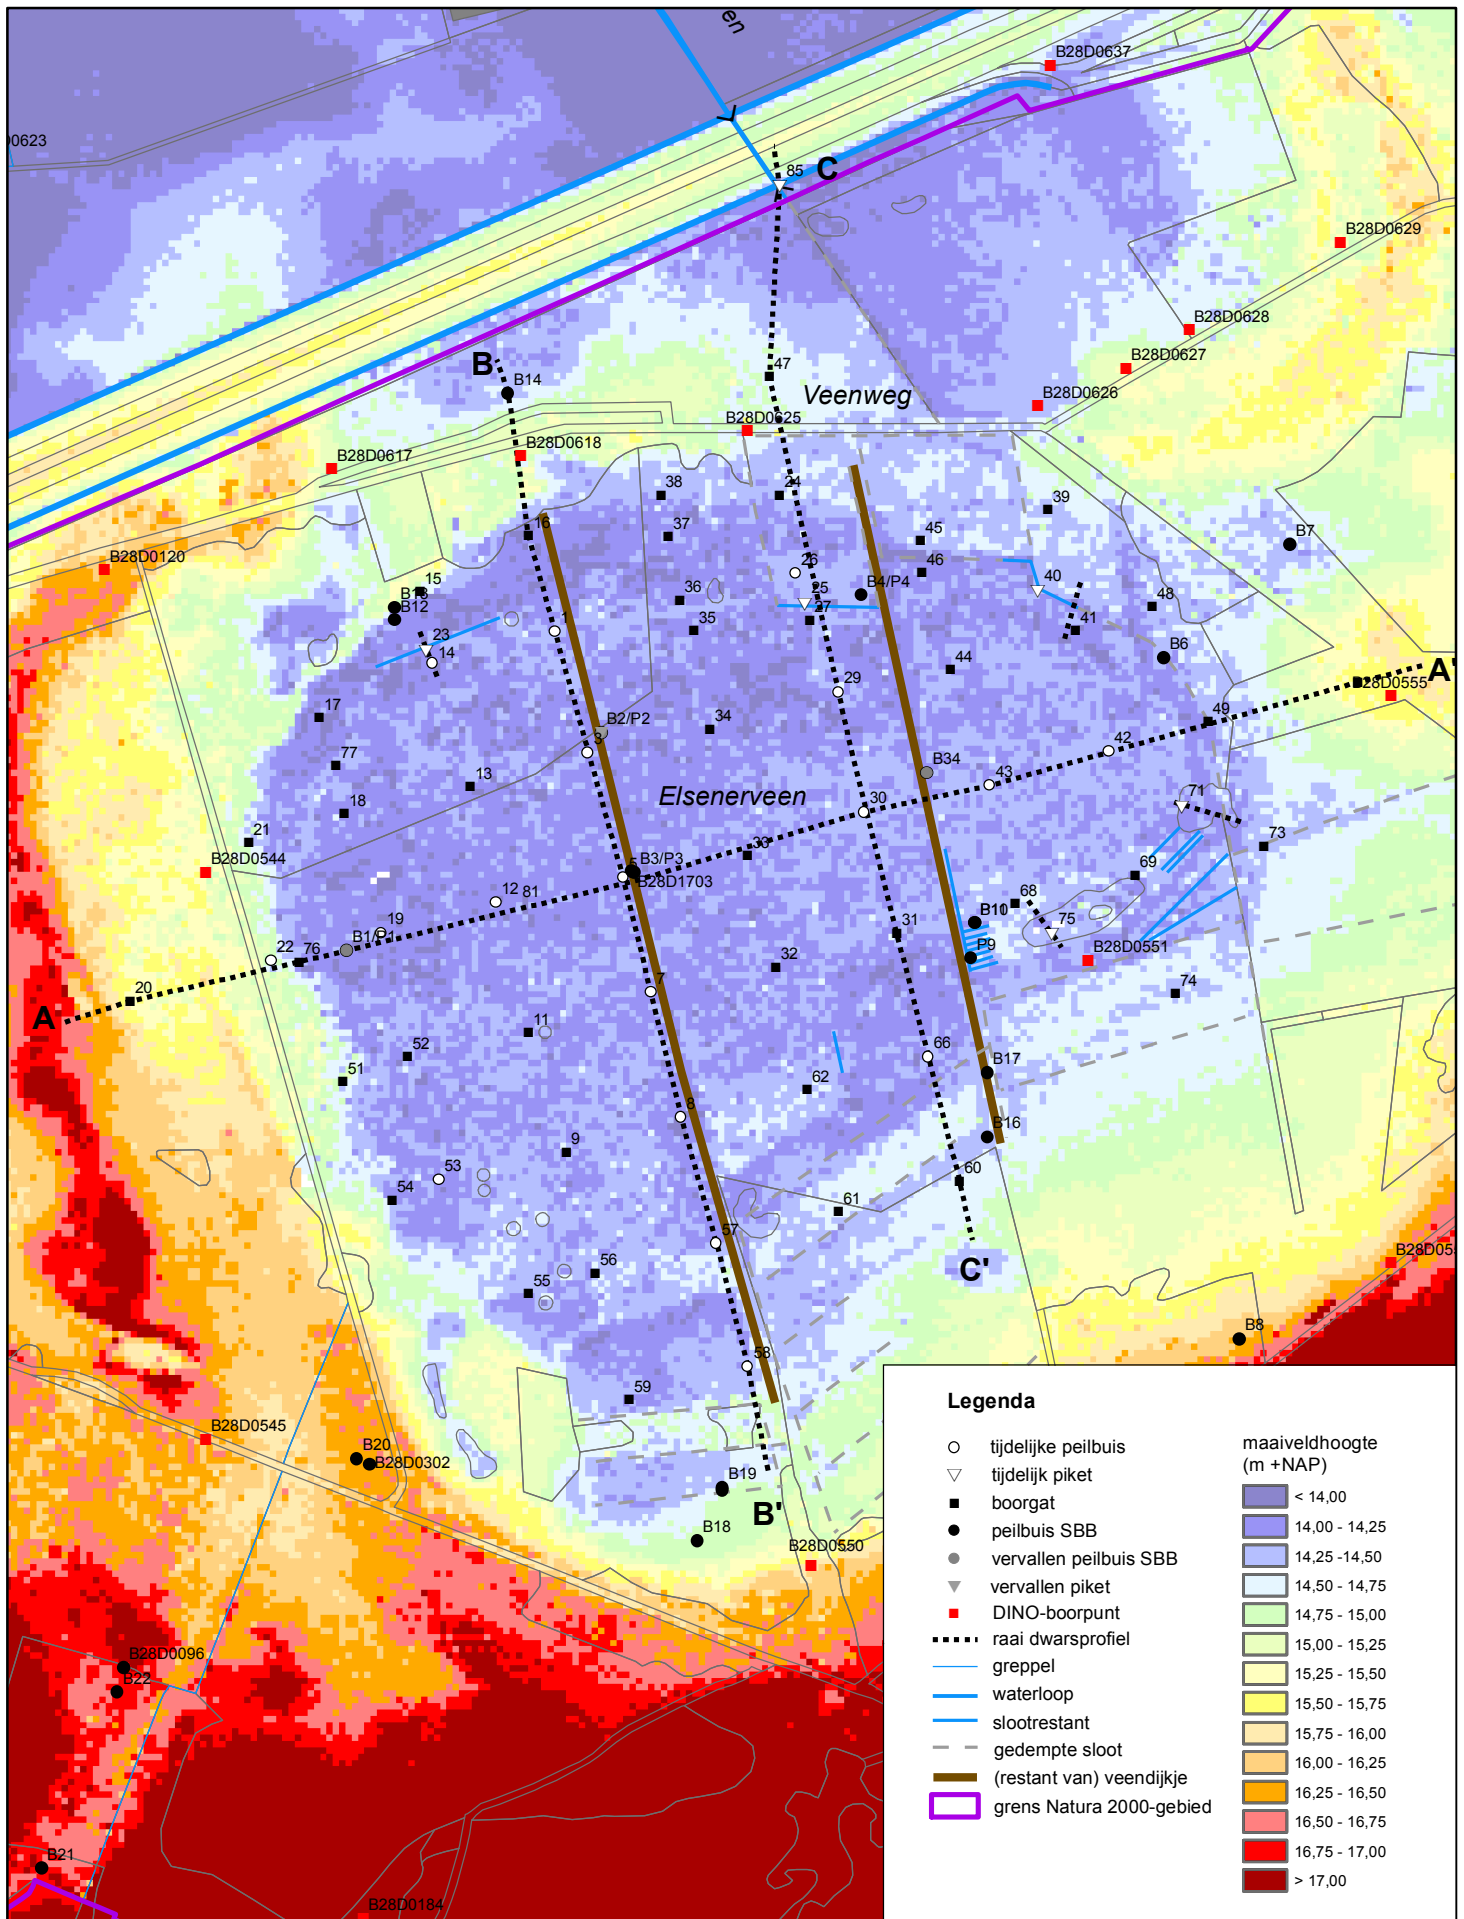 en
B28D0637
D0623
85
C
B28D0629
B28D0628
B
B14
47
Veenweg
B28D0627
B28D0626
B28D0625
B28D0618
B28D0617
38
24
39
37
16
45
B7
B28D0120
26
46
15
36
25
B4/P4
40
48
B13
B12
27
35
1
41
23
14
B6
44
29
A'
B28D0555
17
34
B2/P2
49
3
42
77
B34
43
13
Elsenerveen
71
18
30
21
33
73
B28D0544
5
B3/P3
B28D1703
69
12
81
68
B10
19
B1/P1
31
75
22
76
P9
B28D0551
32
20
7
74
A
11
52
66
B17
51
62
8
B16
9
53
60
54
61
57
56
C'
B28D055
55
B8
58
59
B28D0545
B20
B28D0302
B19
B'
B18
B28D0550
B28D0096
B22
B21
B28D0184
Legenda
tijdelijke peilbuis
tijdelijk piket
boorgat
peilbuis SBB
vervallen peilbuis SBB
vervallen piket
DINO-boorpunt
raai dwarsprofiel
greppel
waterloop
slootrestant
gedempte sloot
(restant van) veendijkje
grens Natura 2000-gebied
maaiveldhoogte
(m +NAP)
< 14,00
14,00 - 14,25
14,25 -14,50
14,50 - 14,75
14,75 - 15,00
15,00 - 15,25
15,25 - 15,50
15,50 - 15,75
15,75 - 16,00
16,00 - 16,25
16,25 - 16,50
16,50 - 16,75
16,75 - 17,00
> 17,00